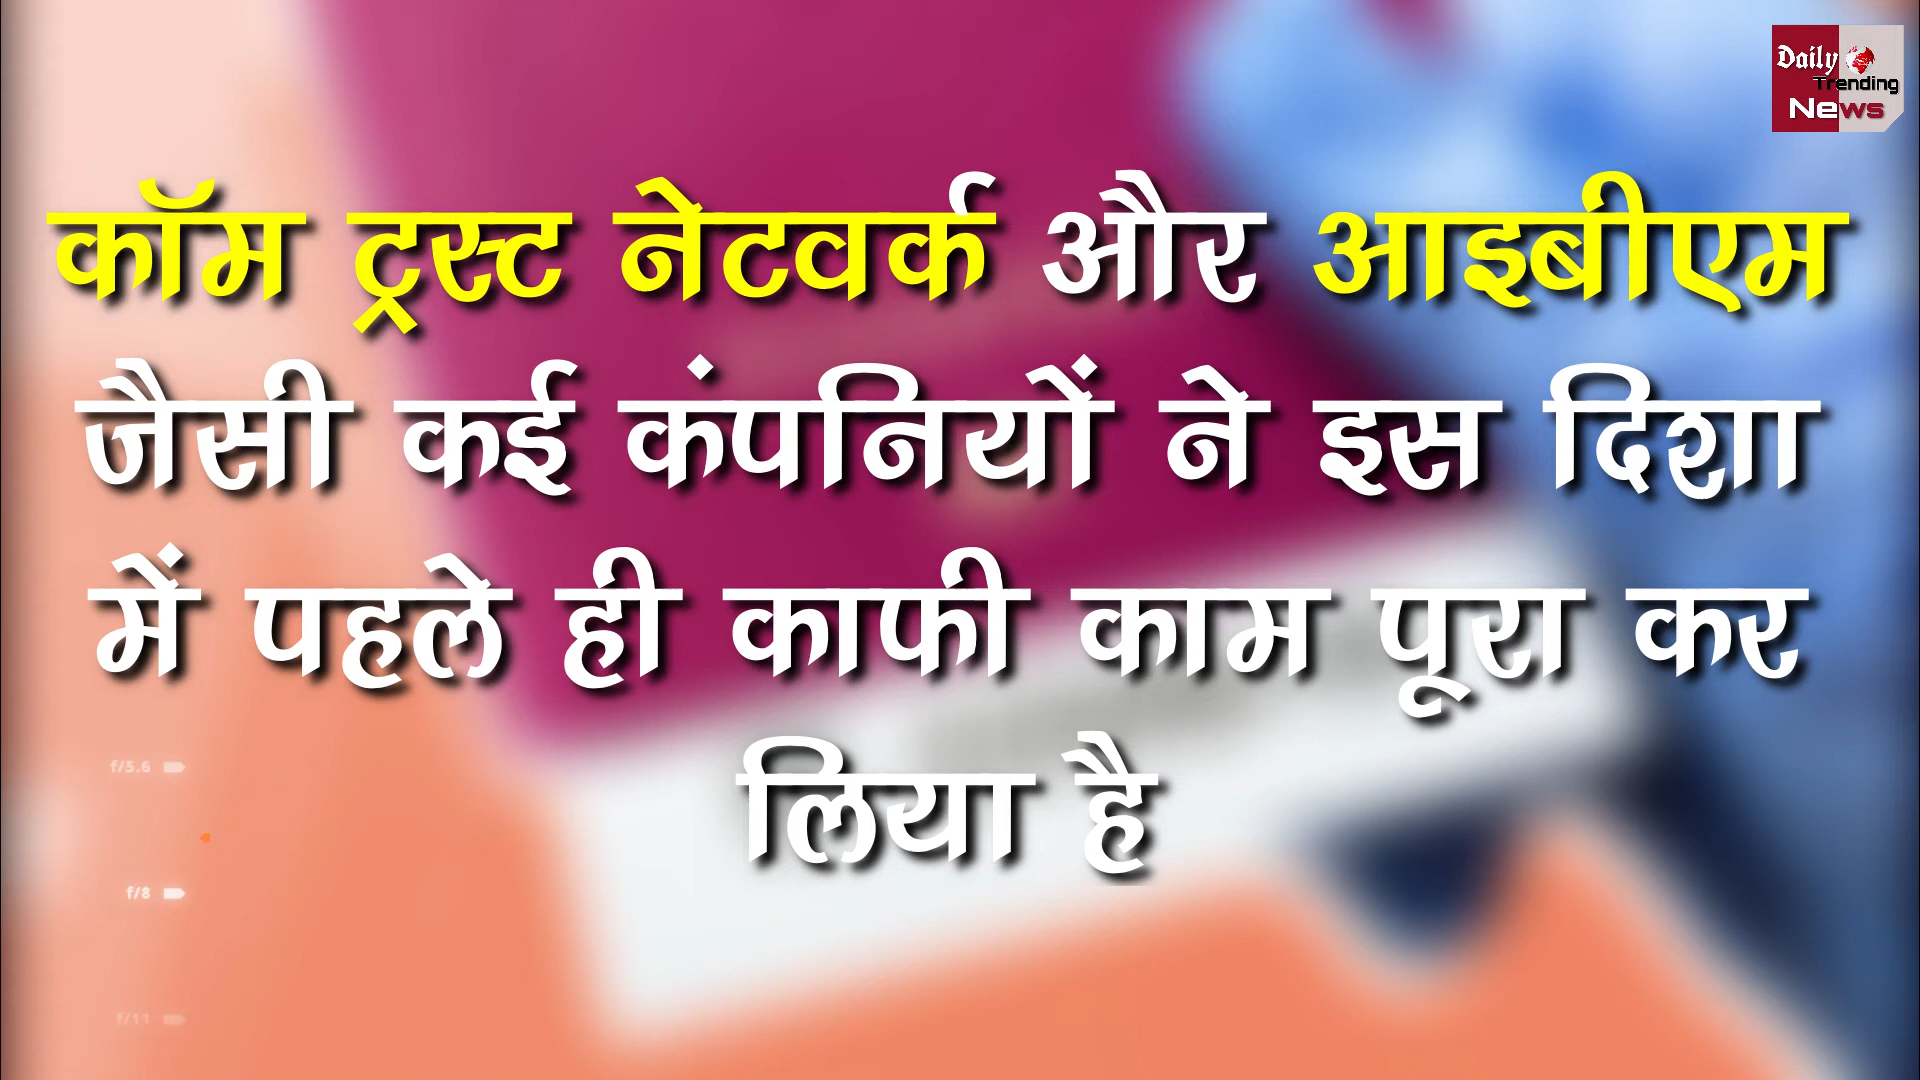 Daily
Trending
News
कॉम ट्रस्ट नेटवर्क और आइबीएम
जैसी कई कंपनियों ने इस दिशा
में पहले ही काफी काम पूरा कर
लिया है
f/5.6
f/8
f/11